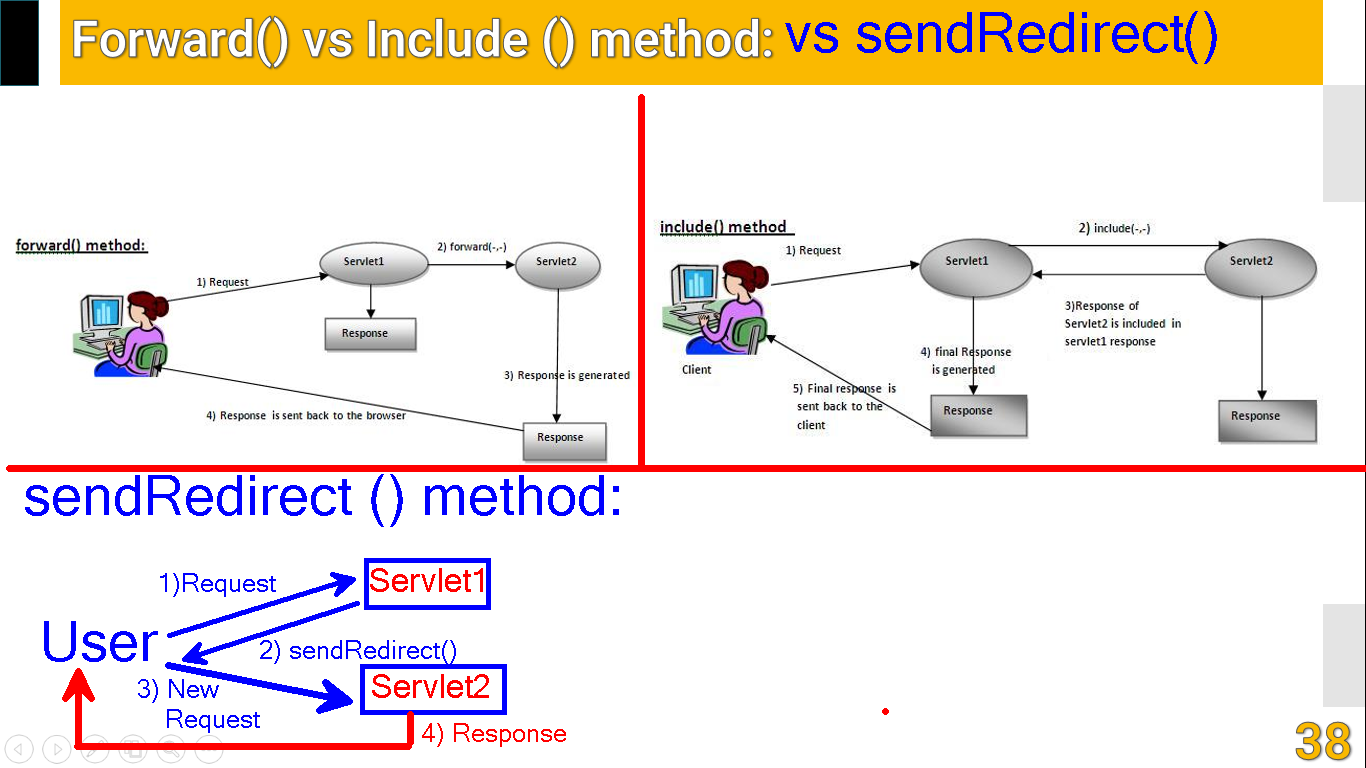 Forward() vs Include () method: vs sendRedirect()
forward() method:
1) Request
Servlet1
2) forward(-,-)
Servlet2
Response
3) Response is generated
4) Response is sent back to the browser
Response
include() method
1) Request
Servlet1
2) include(-,-)
Servlet2
3)Response of
Servlet2 is included in
servlet1 response
Client
4) final Response
is generated
5) Final response is
sent back to the
client
Response
Response
sendRedirect () method:
1)Request
Servlet1
User
2) sendRedirect()
3) New
Request
Servlet2
4) Response
38